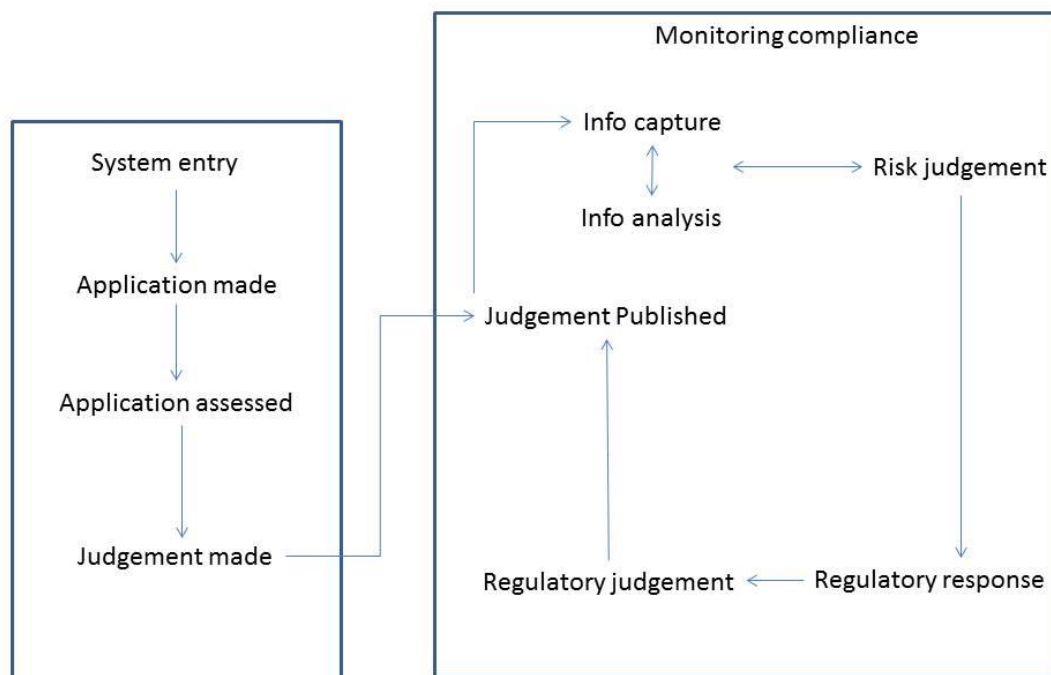 System entry
Application made
Application assessed
Judgement made
Monitoring compliance
Info capture
Risk judgement
Info analysis
Judgement Published
Regulatory judgement
Regulatory response